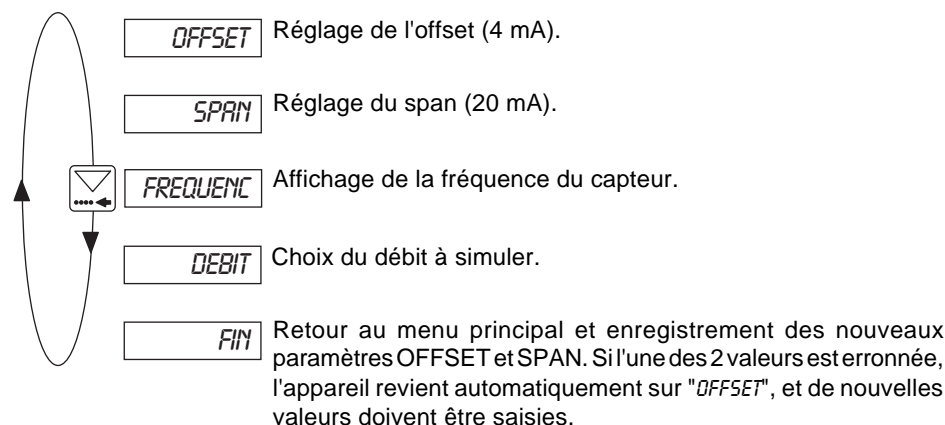 OFFSET Réglage de l'offset (4 mA).
SPAN Réglage du span (20 mA).
FREQUENC Affichage de la fréquence du capteur.
DEBIT Choix du débit à simuler.
FIN Retour au menu principal et enregistrement des nouveaux
paramètres OFFSET et SPAN. Si l'une des 2 valeurs est erronnée,
l'appareil revient automatiquement sur "OFFSET", et de nouvelles
valeurs doivent être saisies.